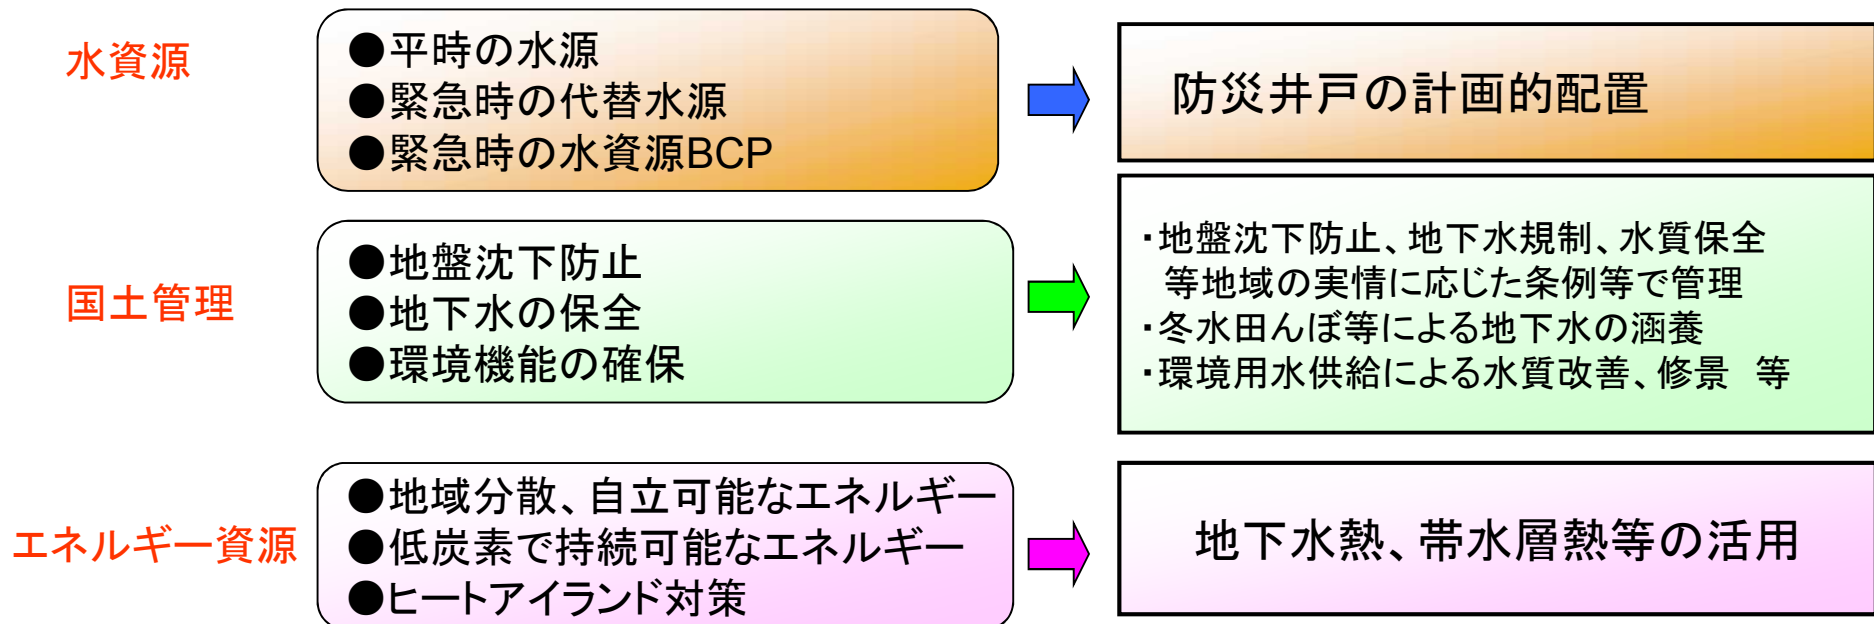 水資源
●平時の水源
●緊急時の代替水源
●緊急時の水資源BCP
防災井戸の計画的配置
国土管理
●地盤沈下防止
●地下水の保全
●環境機能の確保
・地盤沈下防止、地下水規制、水質保全
等地域の実情に応じた条例等で管理
・冬水田んぼ等による地下水の涵養
・環境用水供給による水質改善、修景　等
エネルギー資源
●地域分散、自立可能なエネルギー
●低炭素で持続可能なエネルギー
●ヒートアイランド対策
地下水熱、帯水層熱等の活用